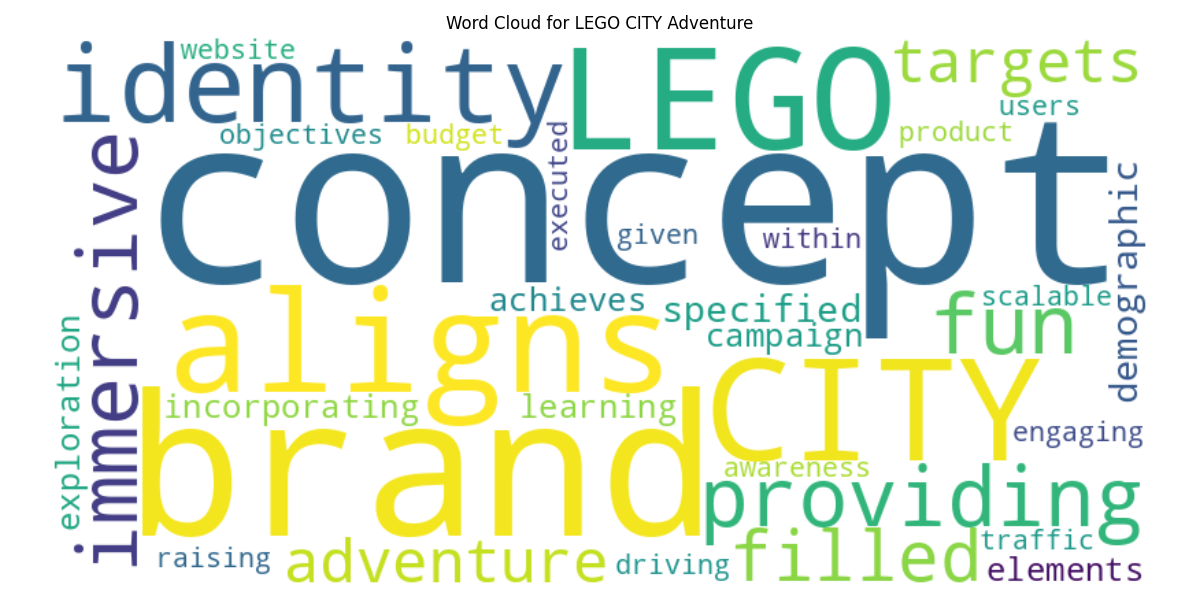 Word Cloud for LEGO CITY Adventure
website
identity
LEGO
targets
users
objectives
budget
executed
product
immersive
concept
given
within
demographic
achieves
specified
scalable
campaign
fun
aligns
exploration
incorporating
learning
CITY
engaging
brand
awareness
providing
raising
adventure
driving
filled
traffic
elements